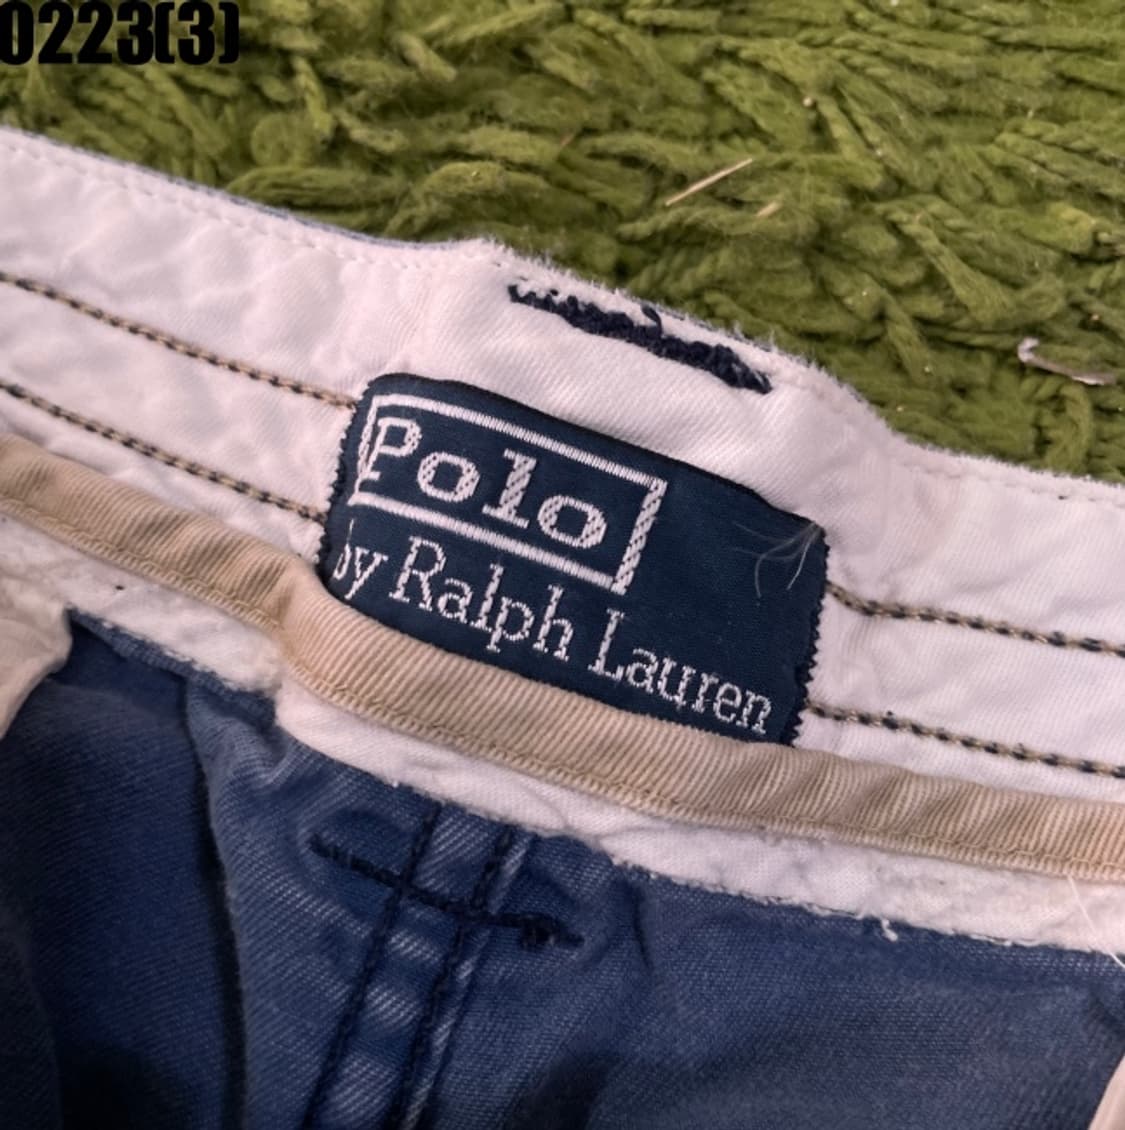 0223(3)
Polo
by Ralph Lauren